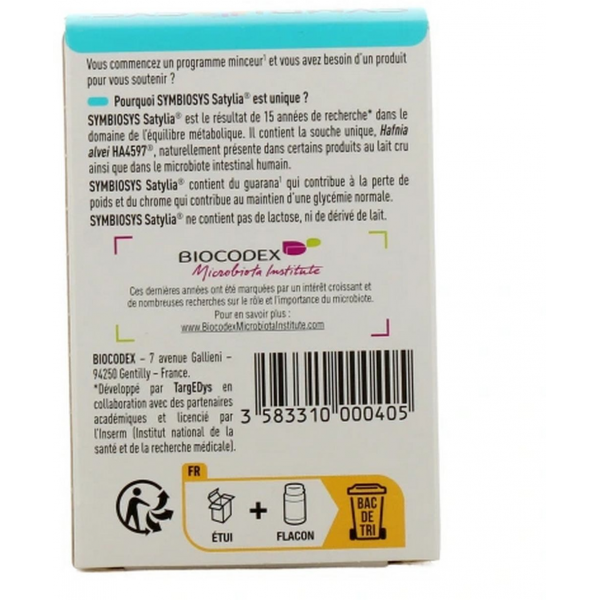 Vous commencez un programme minceur¹ et vous avez besoin d'un produit
pour vous soutenir ?
Pourquoi SYMBIOSYS Satylia® est unique ?
SYMBIOSYS Satylia® est le résultat de 15 années de recherche* dans le
domaine de l'équilibre métabolique. Il contient la souche unique, Hafnia
alvei HA4597®, naturellement présente dans certains produits au lait cru
ainsi que dans le microbiote intestinal humain.
SYMBIOSYS Satylia® contient du guarana¹ qui contribue à la perte de
poids et du chrome qui contribue au maintien d'une glycémie normale.
SYMBIOSYS Satylia® ne contient pas de lactose, ni de dérivé de lait.
BIOCODEX
Microbiota Institute
Ces dernières années ont été marquées par un intérêt croissant et
de nombreuses recherches sur le rôle et l'importance du microbiote.
Pour en savoir plus :
www.BiocodexMicrobiotaInstitute.com
BIOCODEX – 7 avenue Gallieni –
94250 Gentilly – France.
*Développé par TargEDys en
collaboration avec des partenaires
académiques et licencié par
l'Inserm (Institut national de la
santé et de la recherche médicale).
3 583310 000405
FR
ÉTUI
+
FLACON
BAC
DE
TRI